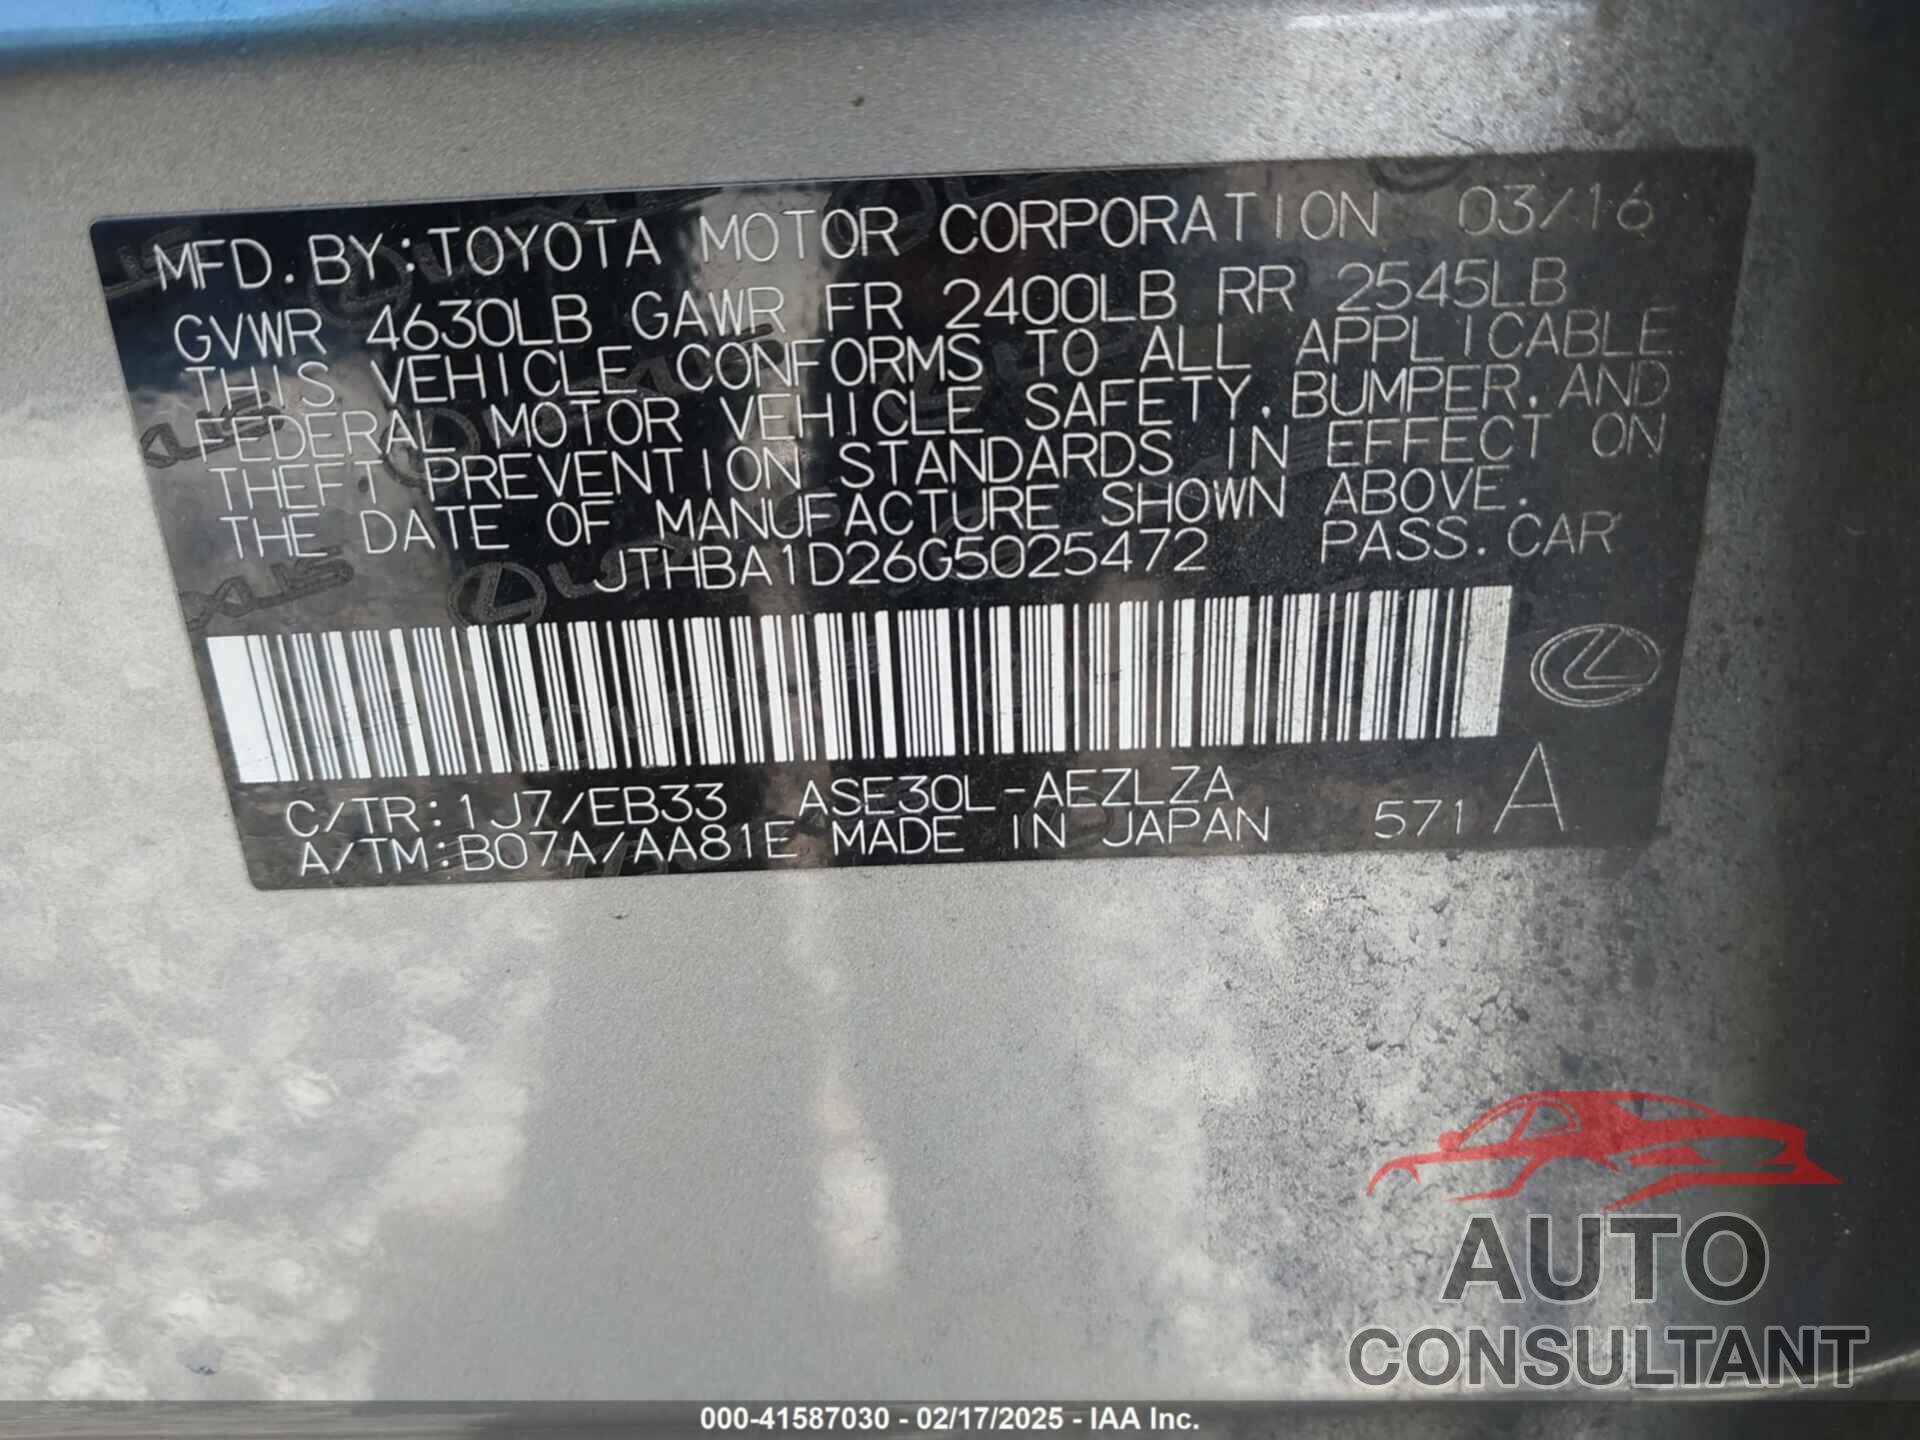 MFD. BY: TOYOTA MOTOR CORPORATION 03/16
GVWR 4630LB GAWR FR 2400LB RR 2545LB
THIS VEHICLE CONFORMS TO ALL APPLICABLE
FEDERAL MOTOR VEHICLE SAFETY, BUMPER, AND
THEFT PREVENTION STANDARDS IN EFFECT ON
THE DATE OF MANUFACTURE SHOWN ABOVE.
JTHBA1D26G5025472 PASS. CAR
C/TR: 1J7/EB33 ASE30L-AEZLZA
A/TM: B07A/AA81E MADE IN JAPAN 571 A
AUTO
CONSULTANT
000-41587030 - 02/17/2025 - IAA Inc.